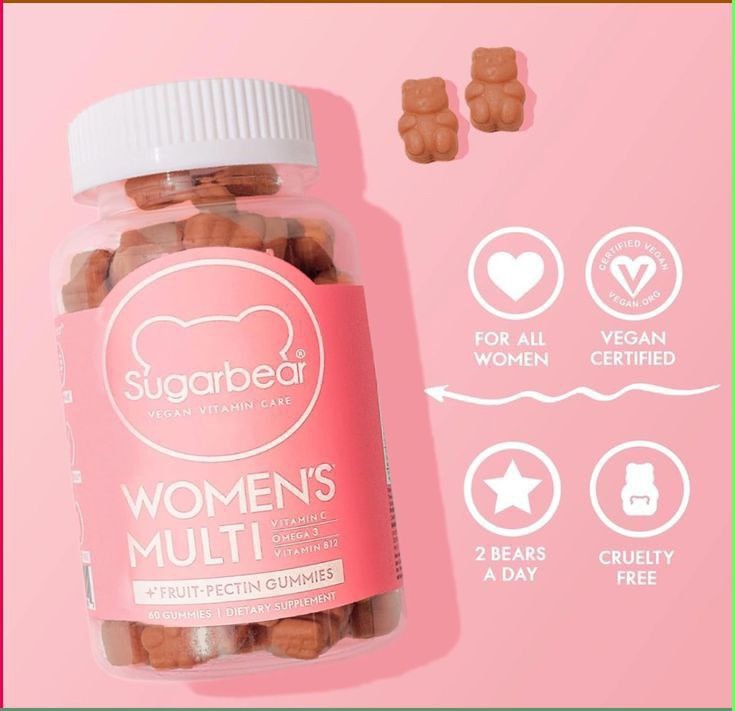 Sugarbear®
VEGAN VITAMIN CARE
WOMEN'S
MULTI
VITAMIN C
OMEGA 3
VITAMIN B12
+ FRUIT-PECTIN GUMMIES
60 GUMMIES | DIETARY SUPPLEMENT
FOR ALL
WOMEN
CERTIFIED VEGAN
VEGAN.ORG
VEGAN
CERTIFIED
2 BEARS
A DAY
CRUELTY
FREE